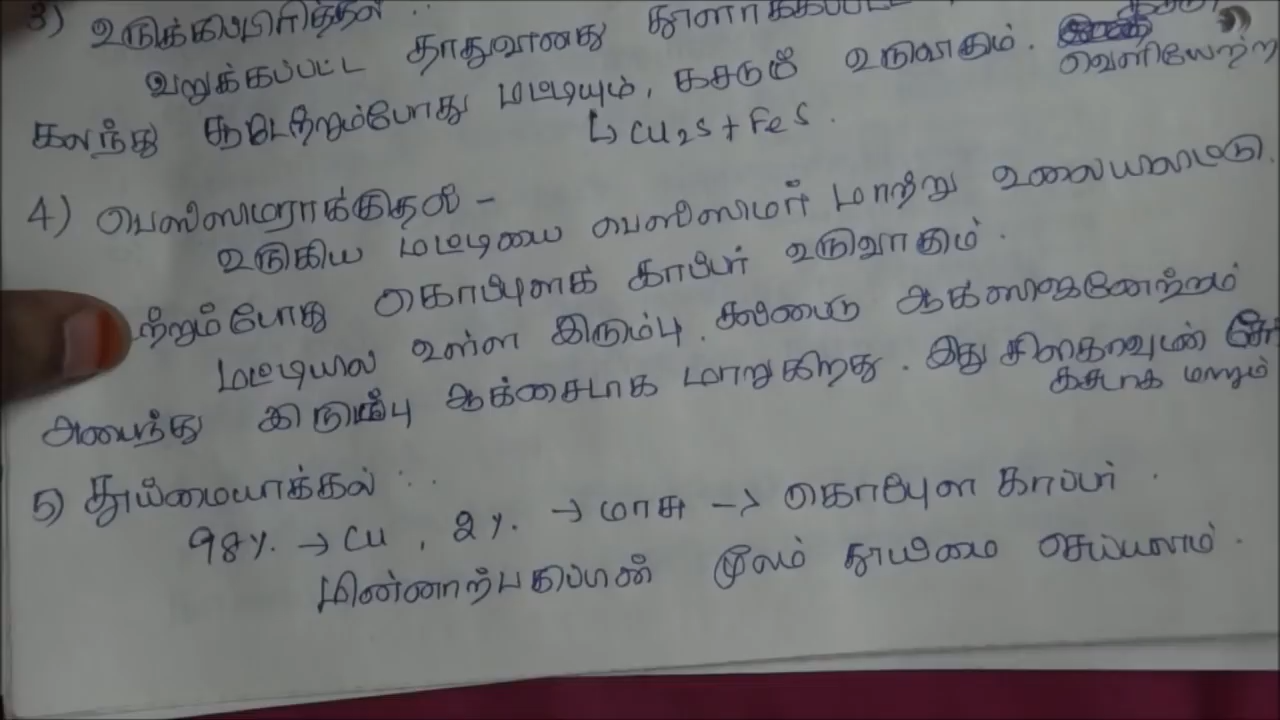 3) உருக்கிப்பிரித்தல் :
வறுக்கப்பட்ட தாதுவானது தூளாக்கப்பட்ட
கலந்து சூடேற்றும்போது மட்டியும், கசடும் உருவாகும். வெளியேற்ற
↳ Cu2S + FeS.
4) பெஸ்ஸிமராக்குதல் -
உருகிய மட்டியை பெஸ்ஸிமர் மாற்று உலையிலிட்டு
ற்றும்போது கொப்புளக் காப்பர் உருவாகும்.
மட்டியில் உள்ள இரும்பு சல்பைடு ஆக்ஸிகனேற்றம்
அடைந்து இரும்பு ஆக்சைடாக மாறுகிறது. இது சிலிகாவுடன்
கசடாக மாறும்
5) தூய்மையாக்கல் :
98%. → Cu, 2%. → மாசு -> கொப்புள காப்பர்.
மின்னாற்பகுப்பின் மூலம் தூய்மை செய்யலாம்.